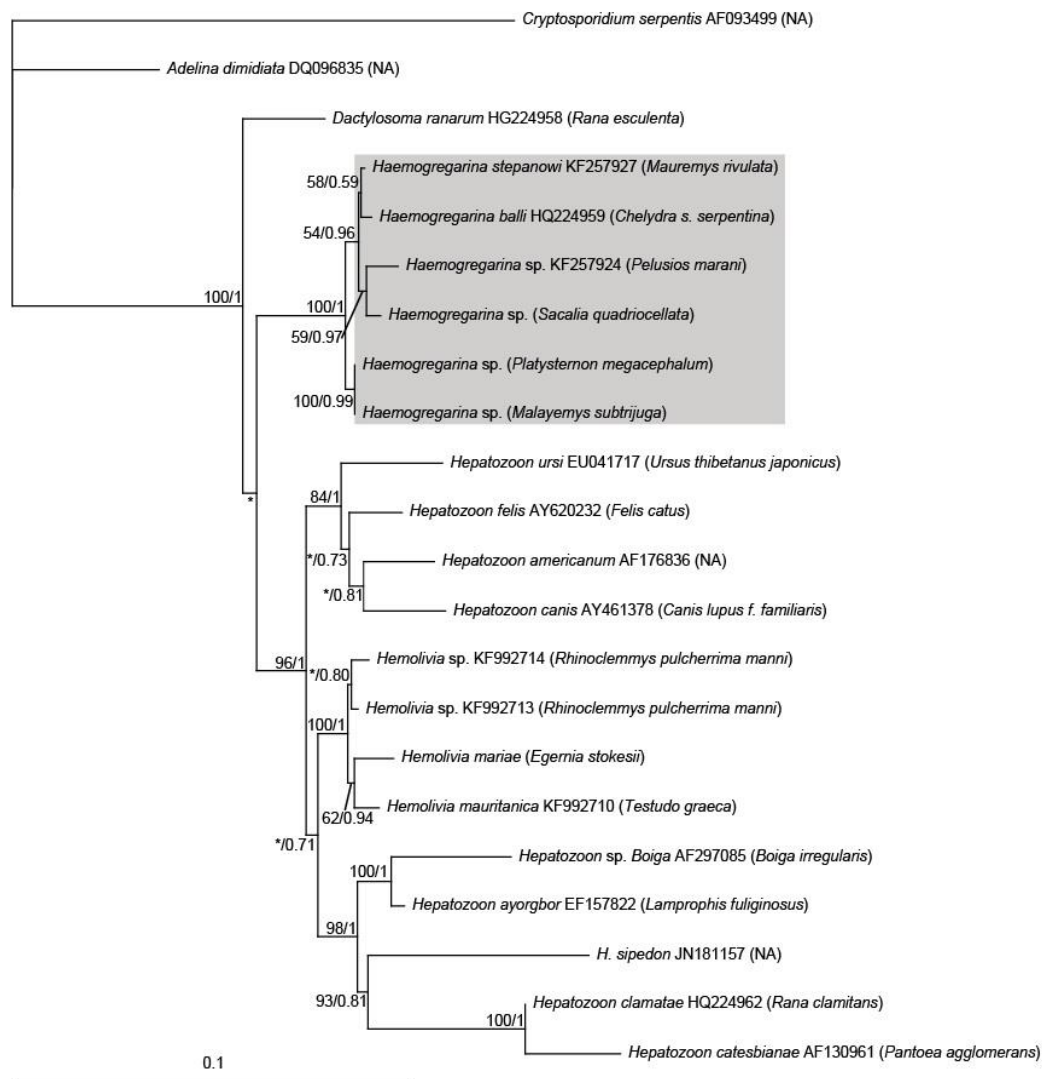 Cryptosporidium serpentis AF093499 (NA)
Adelina dimidiata DQ096835 (NA)
Dactylosoma ranarum HG224958 (Rana esculenta)
Haemogregarina stepanowi KF257927 (Mauremys rivulata)
58/0.59
Haemogregarina balli HQ224959 (Chelydra s. serpentina)
54/0.96
Haemogregarina sp. KF257924 (Pelusios marani)
100/1
100/1
Haemogregarina sp. (Sacalia quadriocellata)
59/0.97
Haemogregarina sp. (Platysternon megacephalum)
100/0.99
Haemogregarina sp. (Malayemys subtrijuga)
Hepatozoon ursi EU041717 (Ursus thibetanus japonicus)
84/1
*
Hepatozoon felis AY620232 (Felis catus)
*/0.73
Hepatozoon americanum AF176836 (NA)
*/0.81
Hepatozoon canis AY461378 (Canis lupus f. familiaris)
96/1
Hemolivia sp. KF992714 (Rhinoclemmys pulcherrima manni)
*/0.80
Hemolivia sp. KF992713 (Rhinoclemmys pulcherrima manni)
100/1
Hemolivia mariae (Egernia stokesii)
Hemolivia mauritanica KF992710 (Testudo graeca)
62/0.94
*/0.71
Hepatozoon sp. Boiga AF297085 (Boiga irregularis)
100/1
Hepatozoon ayorgbor EF157822 (Lamprophis fuliginosus)
98/1
H. sipedon JN181157 (NA)
93/0.81
Hepatozoon clamatae HQ224962 (Rana clamitans)
100/1
Hepatozoon catesbianae AF130961 (Pantoea agglomerans)
0.1